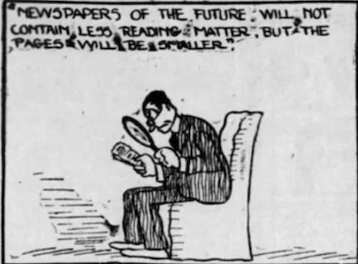 "NEWSPAPERS OF THE FUTURE WILL NOT
CONTAIN LESS READING MATTER, BUT THE
PAGES WILL BE SMALLER".